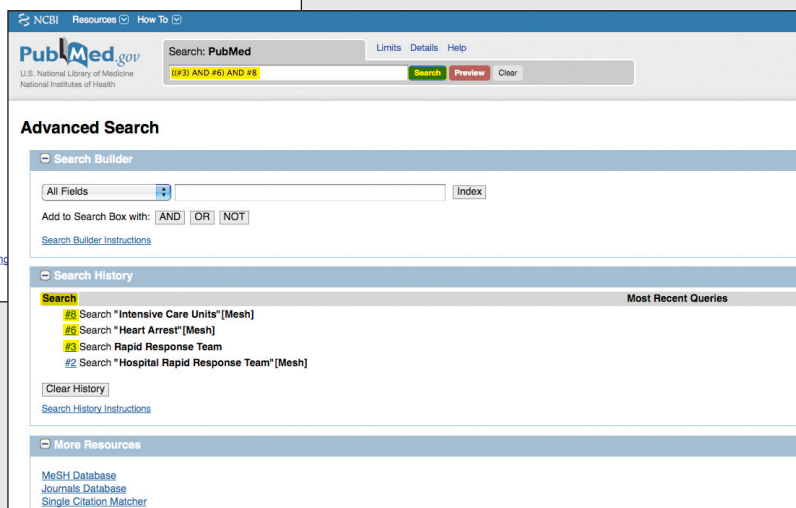 NCBI Resources How To
PubMed.gov
U.S. National Library of Medicine
National Institutes of Health
Search: PubMed
Limits Details Help
((#3) AND #6) AND #8
Search Preview Clear
Advanced Search
Search Builder
All Fields
Index
Add to Search Box with: AND OR NOT
Search Builder Instructions
Search History
Search Most Recent Queries
#8 Search "Intensive Care Units"[Mesh]
#6 Search "Heart Arrest"[Mesh]
#3 Search Rapid Response Team
#2 Search "Hospital Rapid Response Team"[Mesh]
Clear History
Search History Instructions
More Resources
MeSH Database
Journals Database
Single Citation Matcher